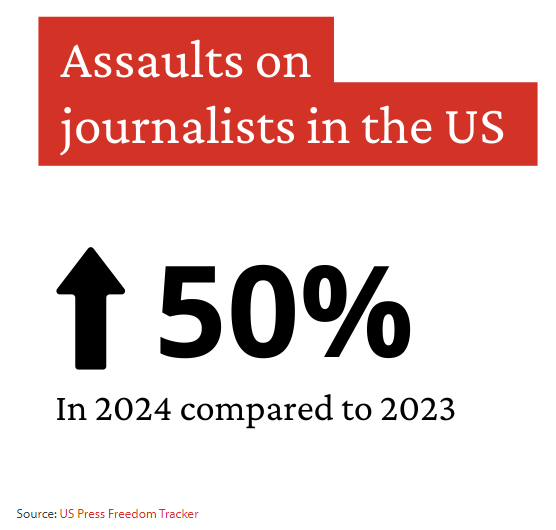 Assaults on
journalists in the US
50%
In 2024 compared to 2023
Source: US Press Freedom Tracker